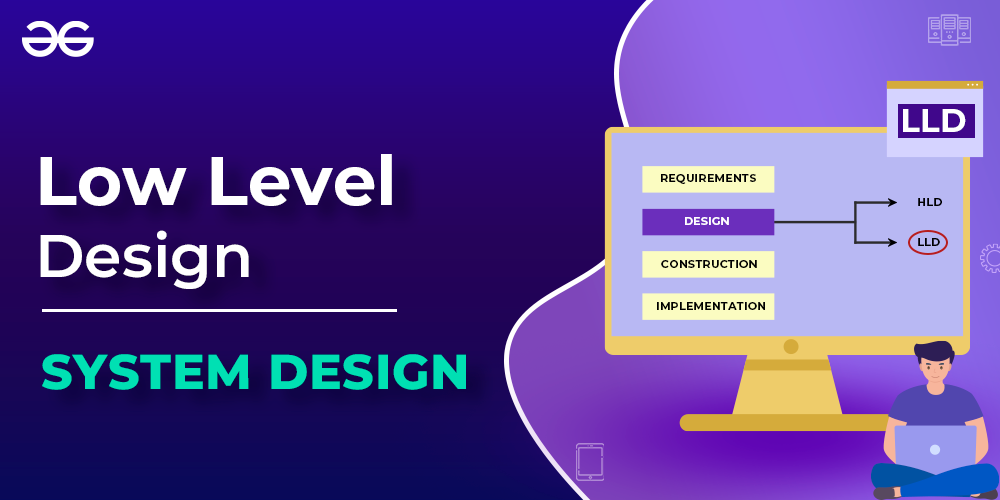 Low Level
Design
SYSTEM DESIGN
LLD
REQUIREMENTS
DESIGN
CONSTRUCTION
IMPLEMENTATION
HLD
LLD